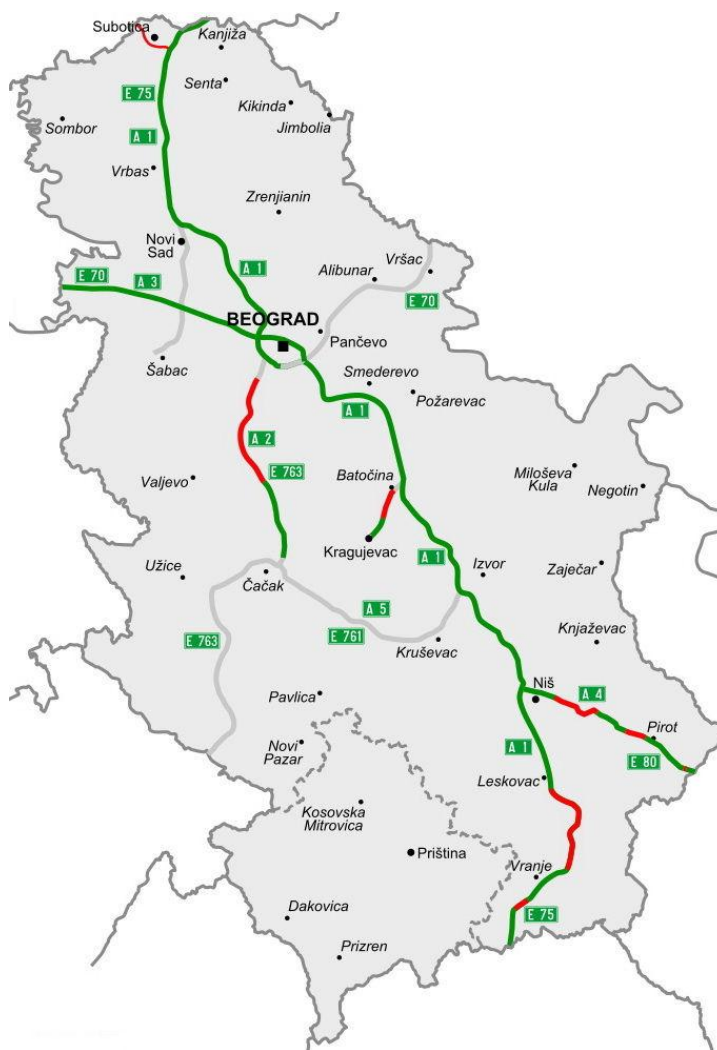 Subotica
Kanjiža
E 75
Senta
Kikinda
Jimbolia
Sombor
A 1
Vrbas
Zrenjianin
Novi
Sad
A 1
Alibunar
Vršac
E 70
A 3
E 70
BEOGRAD
Pančevo
Šabac
Smederevo
Požarevac
A 1
A 2
E 763
Valjevo
Batočina
Miloševa
Kula
Negotin
Kragujevac
A 1
Izvor
Zaječar
Užice
Čačak
A 5
E 761
E 763
Kruševac
Knjaževac
Niš
A 4
Pavlica
Pirot
Novi
Pazar
A 1
E 80
Leskovac
Kosovska
Mitrovica
Priština
Vranje
Dakovica
E 75
Prizren